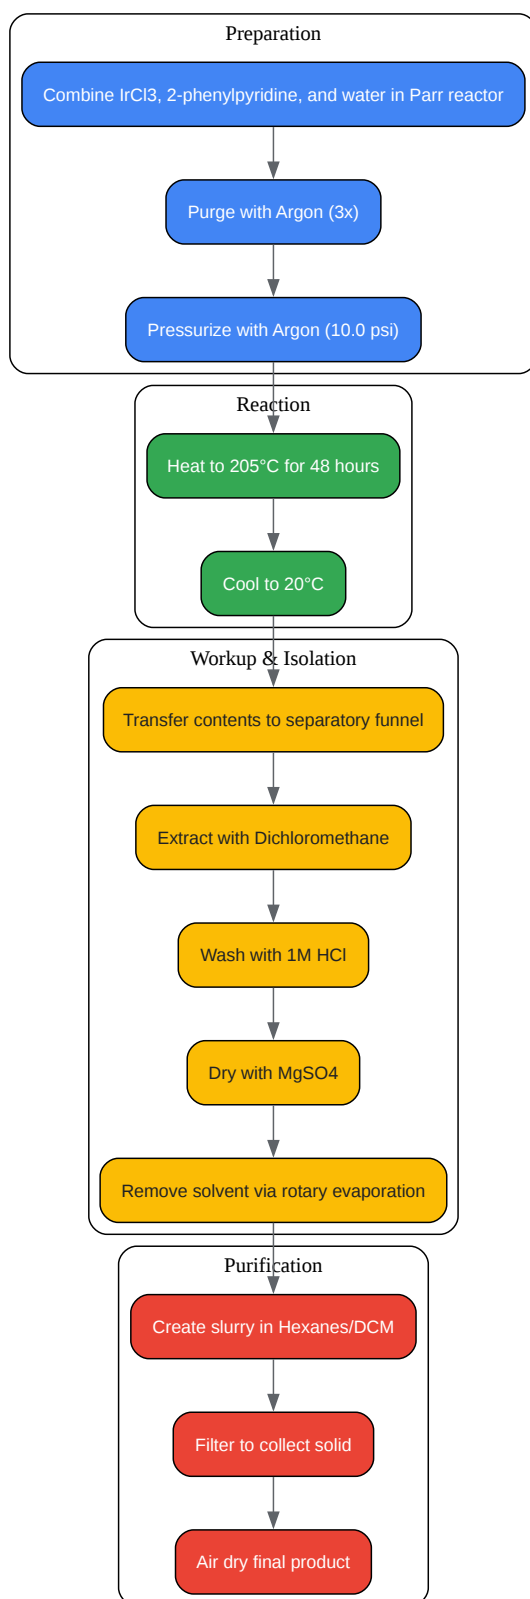 Preparation
Combine IrCl3, 2-phenylpyridine, and water in Parr reactor
Purge with Argon (3x)
Pressurize with Argon (10.0 psi)
Reaction
Heat to 205°C for 48 hours
Cool to 20°C
Workup & Isolation
Transfer contents to separatory funnel
Extract with Dichloromethane
Wash with 1M HCl
Dry with MgSO4
Remove solvent via rotary evaporation
Purification
Create slurry in Hexanes/DCM
Filter to collect solid
Air dry final product